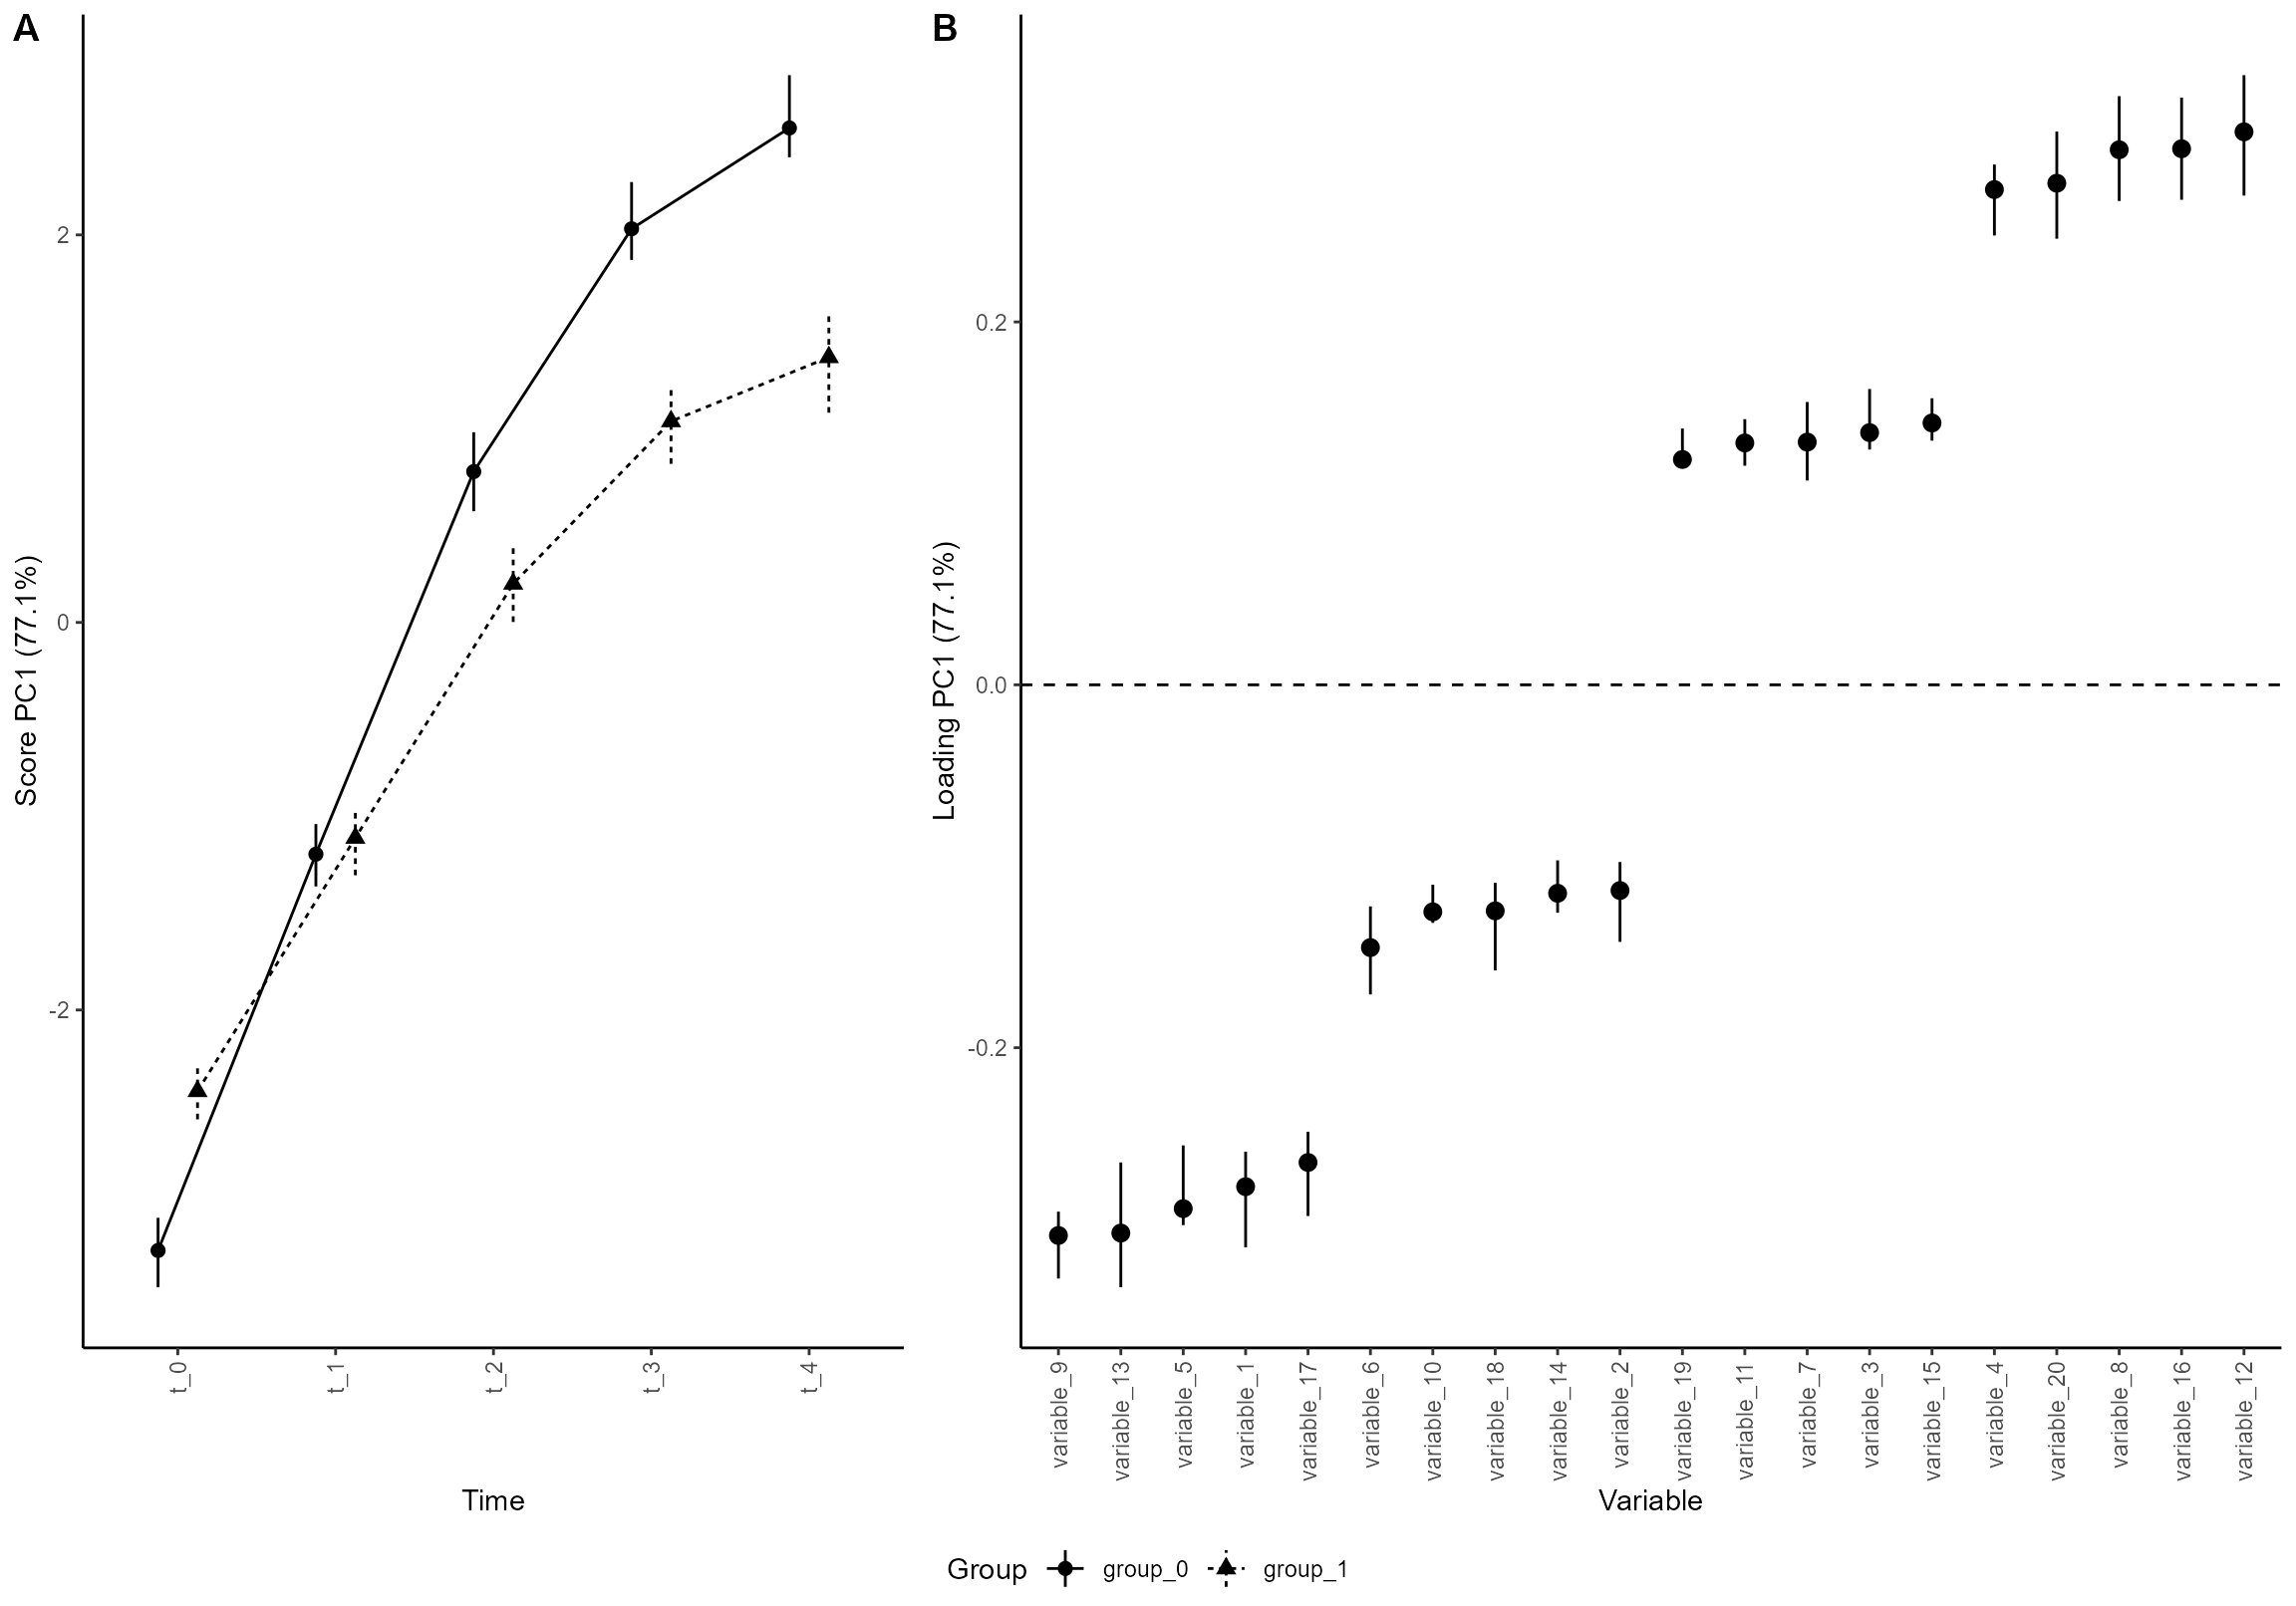 A
Score PC1 (77.1%)
2
0
-2
t_0
t_1
t_2
t_3
t_4
Time
B
Loading PC1 (77.1%)
0.2
0.0
-0.2
variable_9
variable_13
variable_5
variable_1
variable_17
variable_6
variable_10
variable_18
variable_14
variable_2
variable_19
variable_11
variable_7
variable_3
variable_15
variable_4
variable_20
variable_8
variable_16
variable_12
Variable
Group group_0 group_1